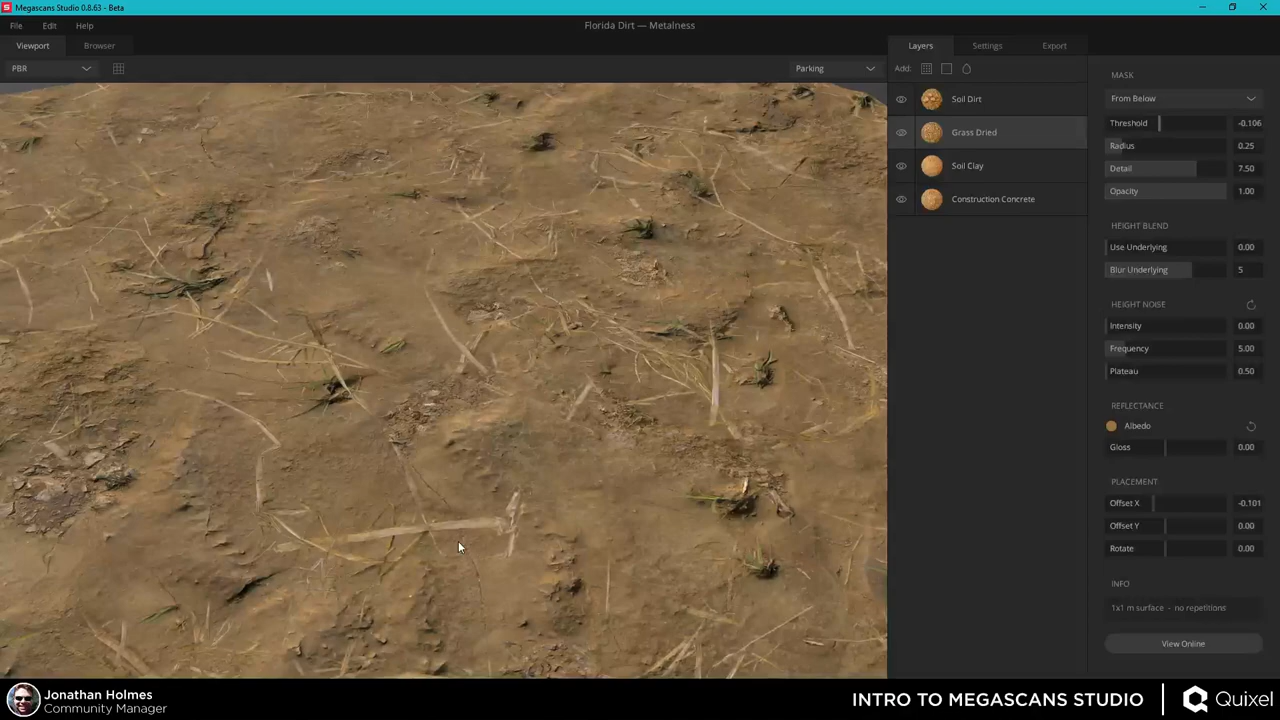 Megascans Studio 0.8.63 - Beta
File Edit Help
Florida Dirt — Metalness
Viewport Browser
Layers Settings Export
PBR
Parking
Add:
Soil Dirt
Grass Dried
Soil Clay
Construction Concrete
MASK
From Below
Threshold -0.106
Radius 0.25
Detail 7.50
Opacity 1.00
HEIGHT BLEND
Use Underlying 0.00
Blur Underlying 5
HEIGHT NOISE
Intensity 0.00
Frequency 5.00
Plateau 0.50
REFLECTANCE
Albedo
Gloss 0.00
PLACEMENT
Offset X -0.101
Offset Y 0.00
Rotate 0.00
INFO
1x1 m surface - no repetitions
View Online
Jonathan Holmes
Community Manager
INTRO TO MEGASCANS STUDIO
Quixel